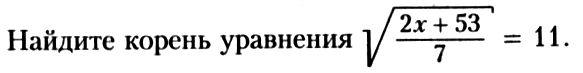 Найдите корень уравнения √((2x + 53)/7) = 11.